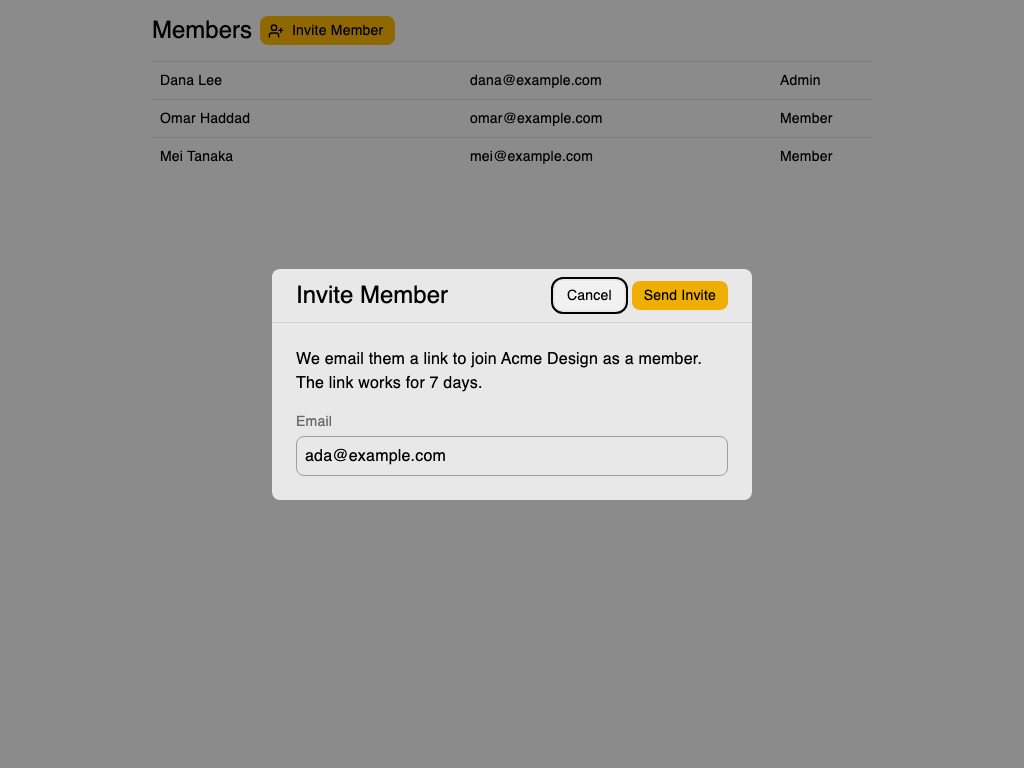 Members
Invite Member
Dana Lee dana@example.com Admin
Omar Haddad omar@example.com Member
Mei Tanaka mei@example.com Member
Invite Member
Cancel
Send Invite
We email them a link to join Acme Design as a member.
The link works for 7 days.
Email
ada@example.com